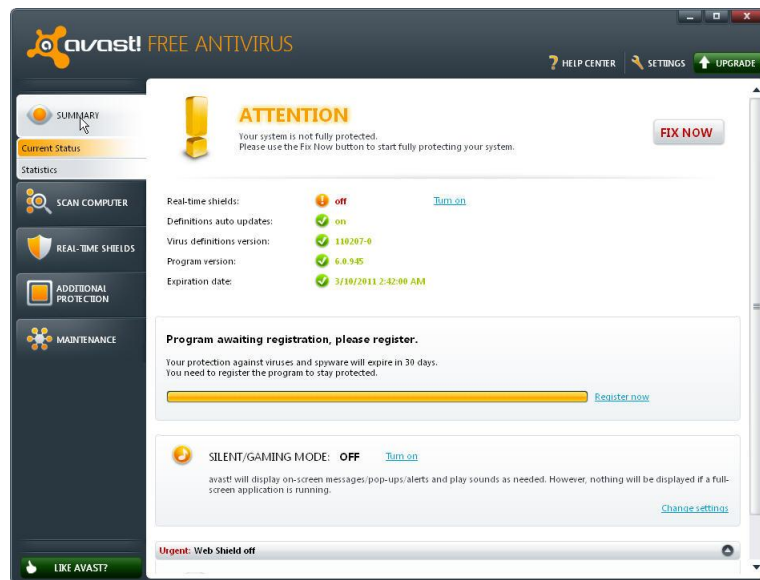 avast! FREE ANTIVIRUS
HELP CENTER SETTINGS UPGRADE
SUMMARY
Current Status
Statistics
SCAN COMPUTER
REAL-TIME SHIELDS
ADDITIONAL
PROTECTION
MAINTENANCE
LIKE AVAST?
ATTENTION
Your system is not fully protected.
Please use the Fix Now button to start fully protecting your system.
FIX NOW
Real-time shields: off Turn on
Definitions auto updates: on
Virus definitions version: 110207-0
Program version: 6.0.945
Expiration date: 3/10/2011 2:42:00 AM
Program awaiting registration, please register.
Your protection against viruses and spyware will expire in 30 days.
You need to register the program to stay protected.
Register now
SILENT/GAMING MODE: OFF Turn on
avast! will display on-screen messages/pop-ups/alerts and play sounds as needed. However, nothing will be displayed if a full-
screen application is running.
Change settings
Urgent: Web Shield off